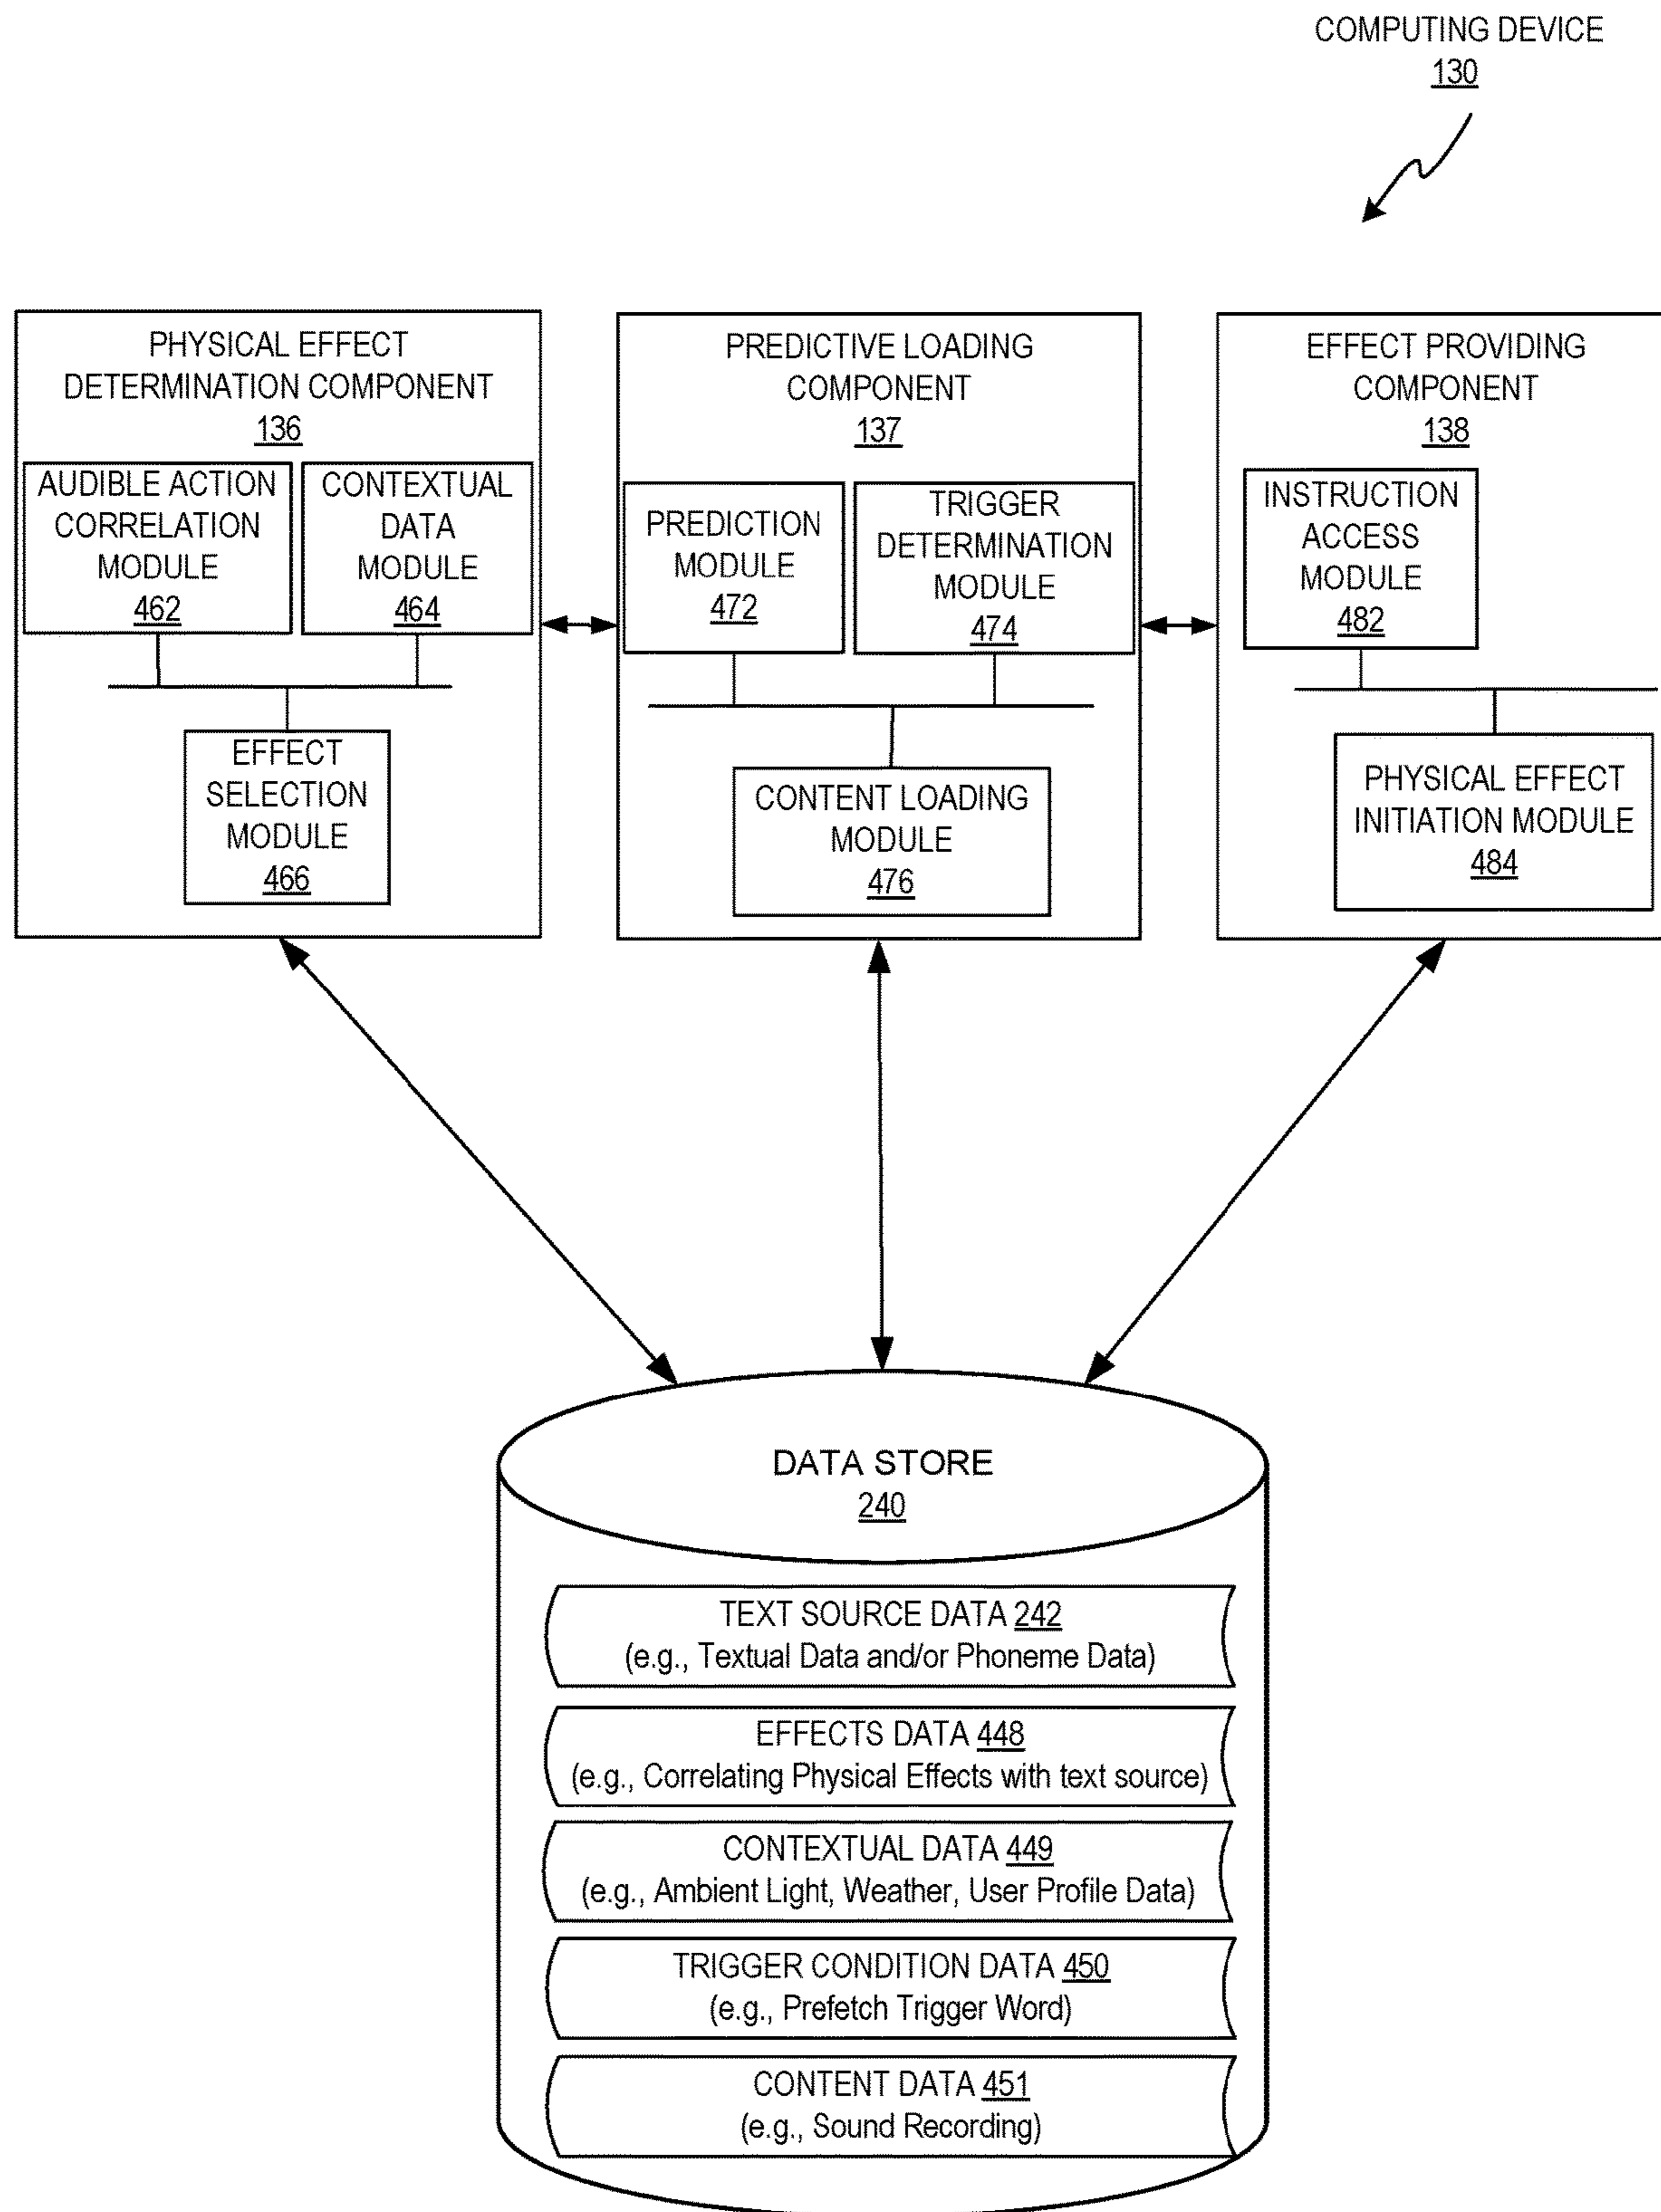 COMPUTING DEVICE
130
PHYSICAL EFFECT
DETERMINATION COMPONENT
136
AUDIBLE ACTION
CORRELATION
MODULE
462
CONTEXTUAL
DATA
MODULE
464
EFFECT
SELECTION
MODULE
466
PREDICTIVE LOADING
COMPONENT
137
PREDICTION
MODULE
472
TRIGGER
DETERMINATION
MODULE
474
CONTENT LOADING
MODULE
476
EFFECT PROVIDING
COMPONENT
138
INSTRUCTION
ACCESS
MODULE
482
PHYSICAL EFFECT
INITIATION MODULE
484
DATA STORE
240
TEXT SOURCE DATA 242
(e.g., Textual Data and/or Phoneme Data)
EFFECTS DATA 448
(e.g., Correlating Physical Effects with text source)
CONTEXTUAL DATA 449
(e.g., Ambient Light, Weather, User Profile Data)
TRIGGER CONDITION DATA 450
(e.g., Prefetch Trigger Word)
CONTENT DATA 451
(e.g., Sound Recording)